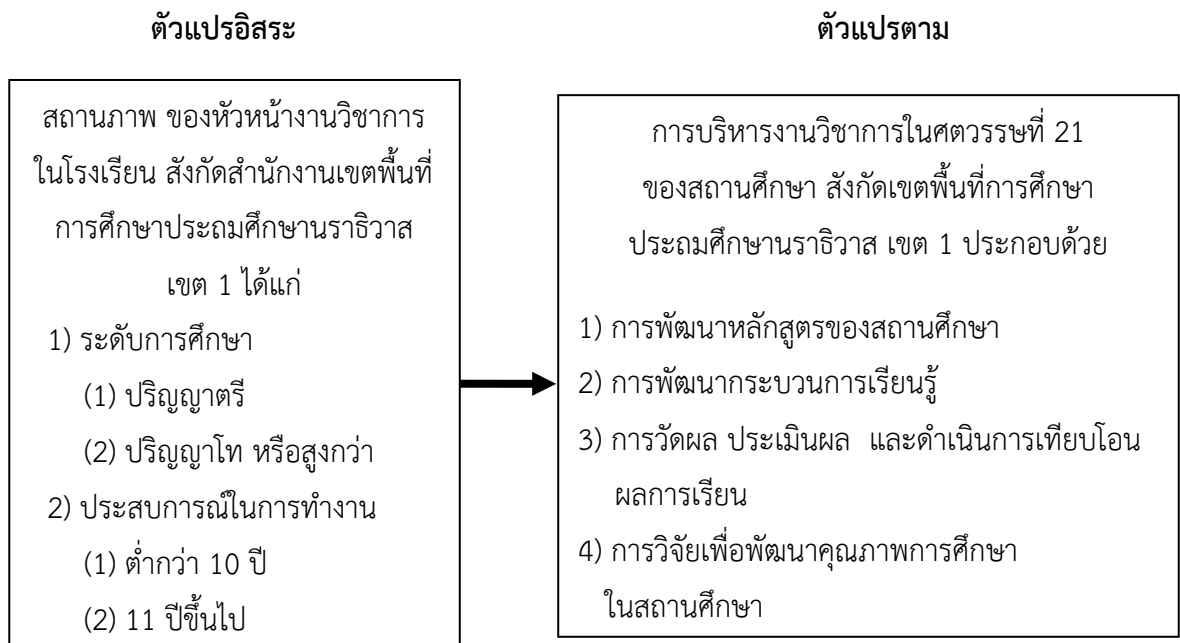 ตัวแปรอิสระ
สถานภาพ ของหัวหน้างานวิชาการ
ในโรงเรียน สังกัดสำนักงานเขตพื้นที่
การศึกษาประถมศึกษานราธิวาส
เขต 1 ได้แก่
1) ระดับการศึกษา
(1) ปริญญาตรี
(2) ปริญญาโท หรือสูงกว่า
2) ประสบการณ์ในการทำงาน
(1) ต่ำกว่า 10 ปี
(2) 11 ปีขึ้นไป
ตัวแปรตาม
การบริหารงานวิชาการในศตวรรษที่ 21
ของสถานศึกษา สังกัดเขตพื้นที่การศึกษา
ประถมศึกษานราธิวาส เขต 1 ประกอบด้วย
1) การพัฒนาหลักสูตรของสถานศึกษา
2) การพัฒนากระบวนการเรียนรู้
3) การวัดผล ประเมินผล และดำเนินการเทียบโอน
ผลการเรียน
4) การวิจัยเพื่อพัฒนาคุณภาพการศึกษา
ในสถานศึกษา